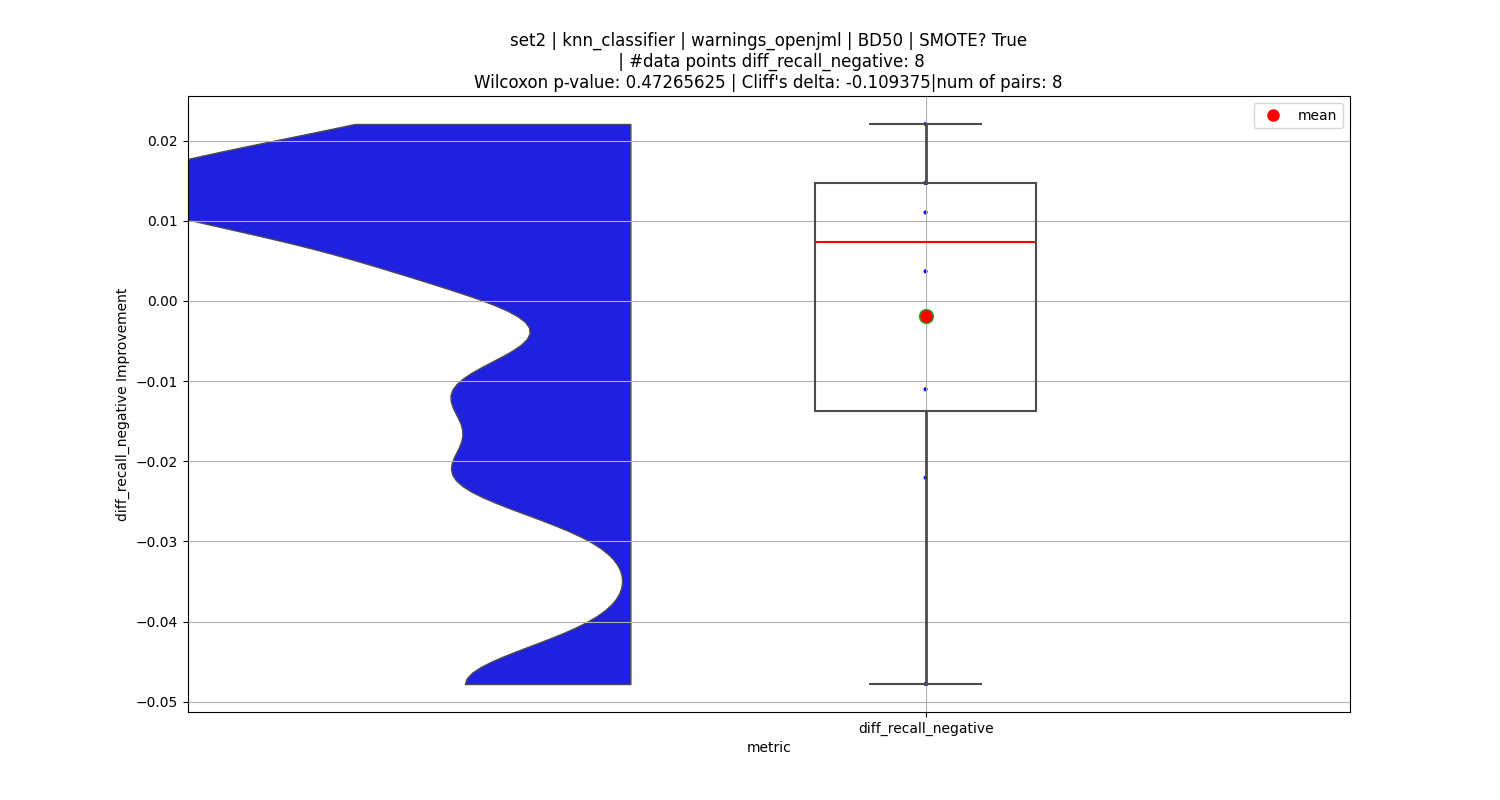 set2 | knn_classifier | warnings_openjml | BD50 | SMOTE? True
| #data points diff_recall_negative: 8
Wilcoxon p-value: 0.47265625 | Cliff's delta: -0.109375|num of pairs: 8
mean
0.02
0.01
0.00
−0.01
−0.02
−0.03
−0.04
−0.05
diff_recall_negative Improvement
diff_recall_negative
metric